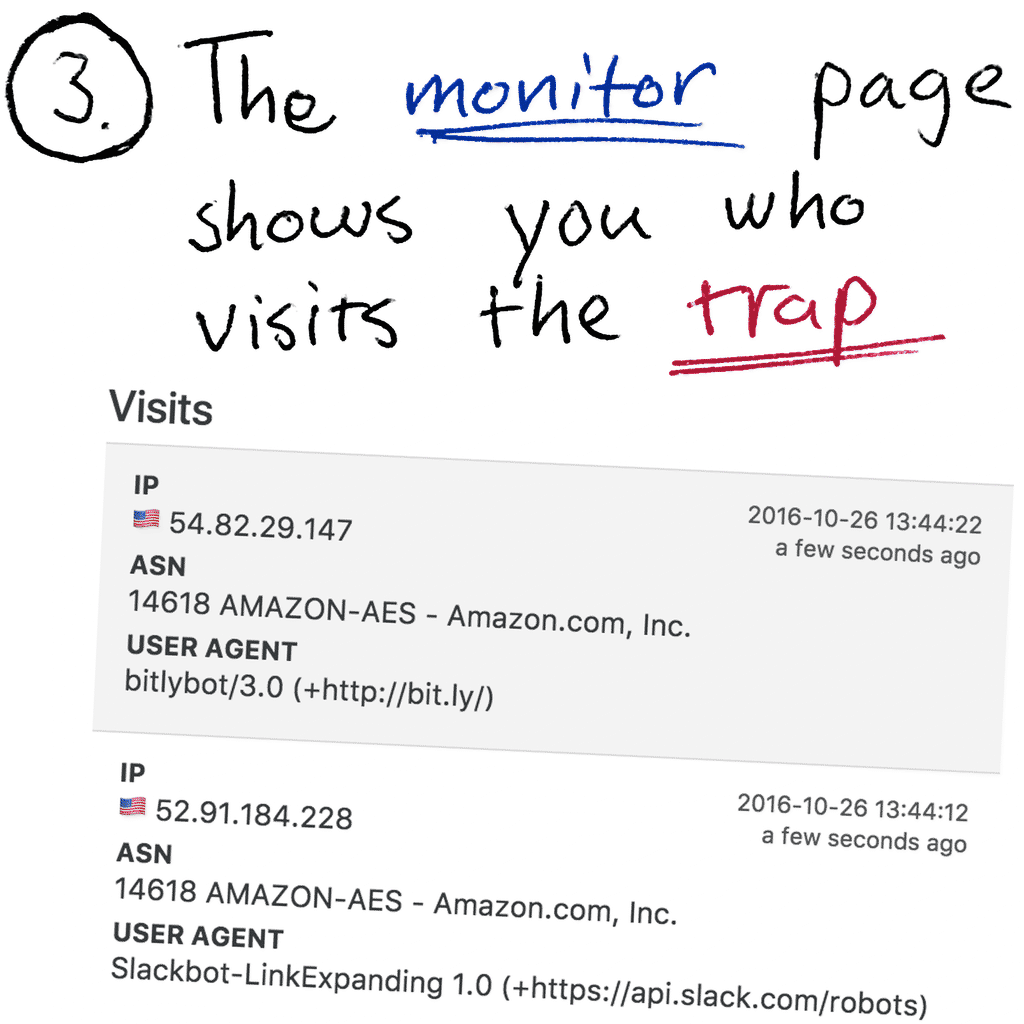 3. The monitor page
shows you who
visits the trap
Visits
IP
54.82.29.147
2016-10-26 13:44:22
a few seconds ago
ASN
14618 AMAZON-AES - Amazon.com, Inc.
USER AGENT
bitlybot/3.0 (+http://bit.ly/)
IP
52.91.184.228
2016-10-26 13:44:12
a few seconds ago
ASN
14618 AMAZON-AES - Amazon.com, Inc.
USER AGENT
Slackbot-LinkExpanding 1.0 (+https://api.slack.com/robots)